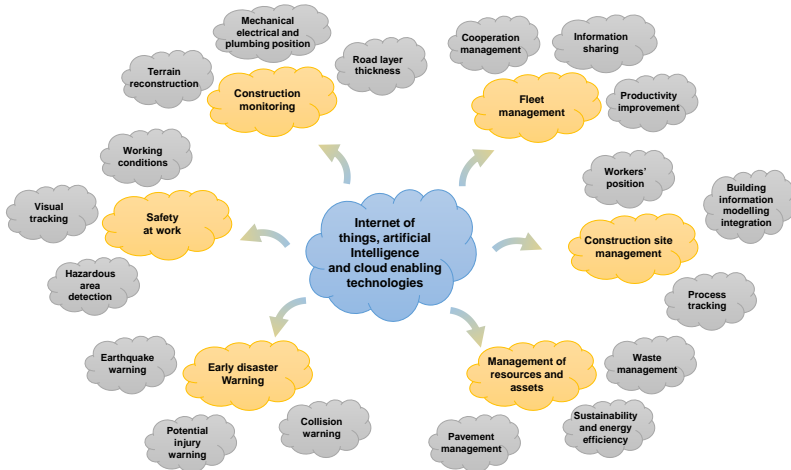 Mechanical
electrical and
plumbing position
Terrain
reconstruction
Road layer
thickness
Construction
monitoring
Cooperation
management
Information
sharing
Productivity
improvement
Fleet
management
Working
conditions
Visual
tracking
Safety
at work
Hazardous
area
detection
Internet of
things, artificial
Intelligence
and cloud enabling
technologies
Workers'
position
Building
information
modelling
integration
Construction site
management
Process
tracking
Earthquake
warning
Early disaster
Warning
Potential
injury
warning
Collision
warning
Management of
resources and
assets
Waste
management
Sustainability
and energy
efficiency
Pavement
management